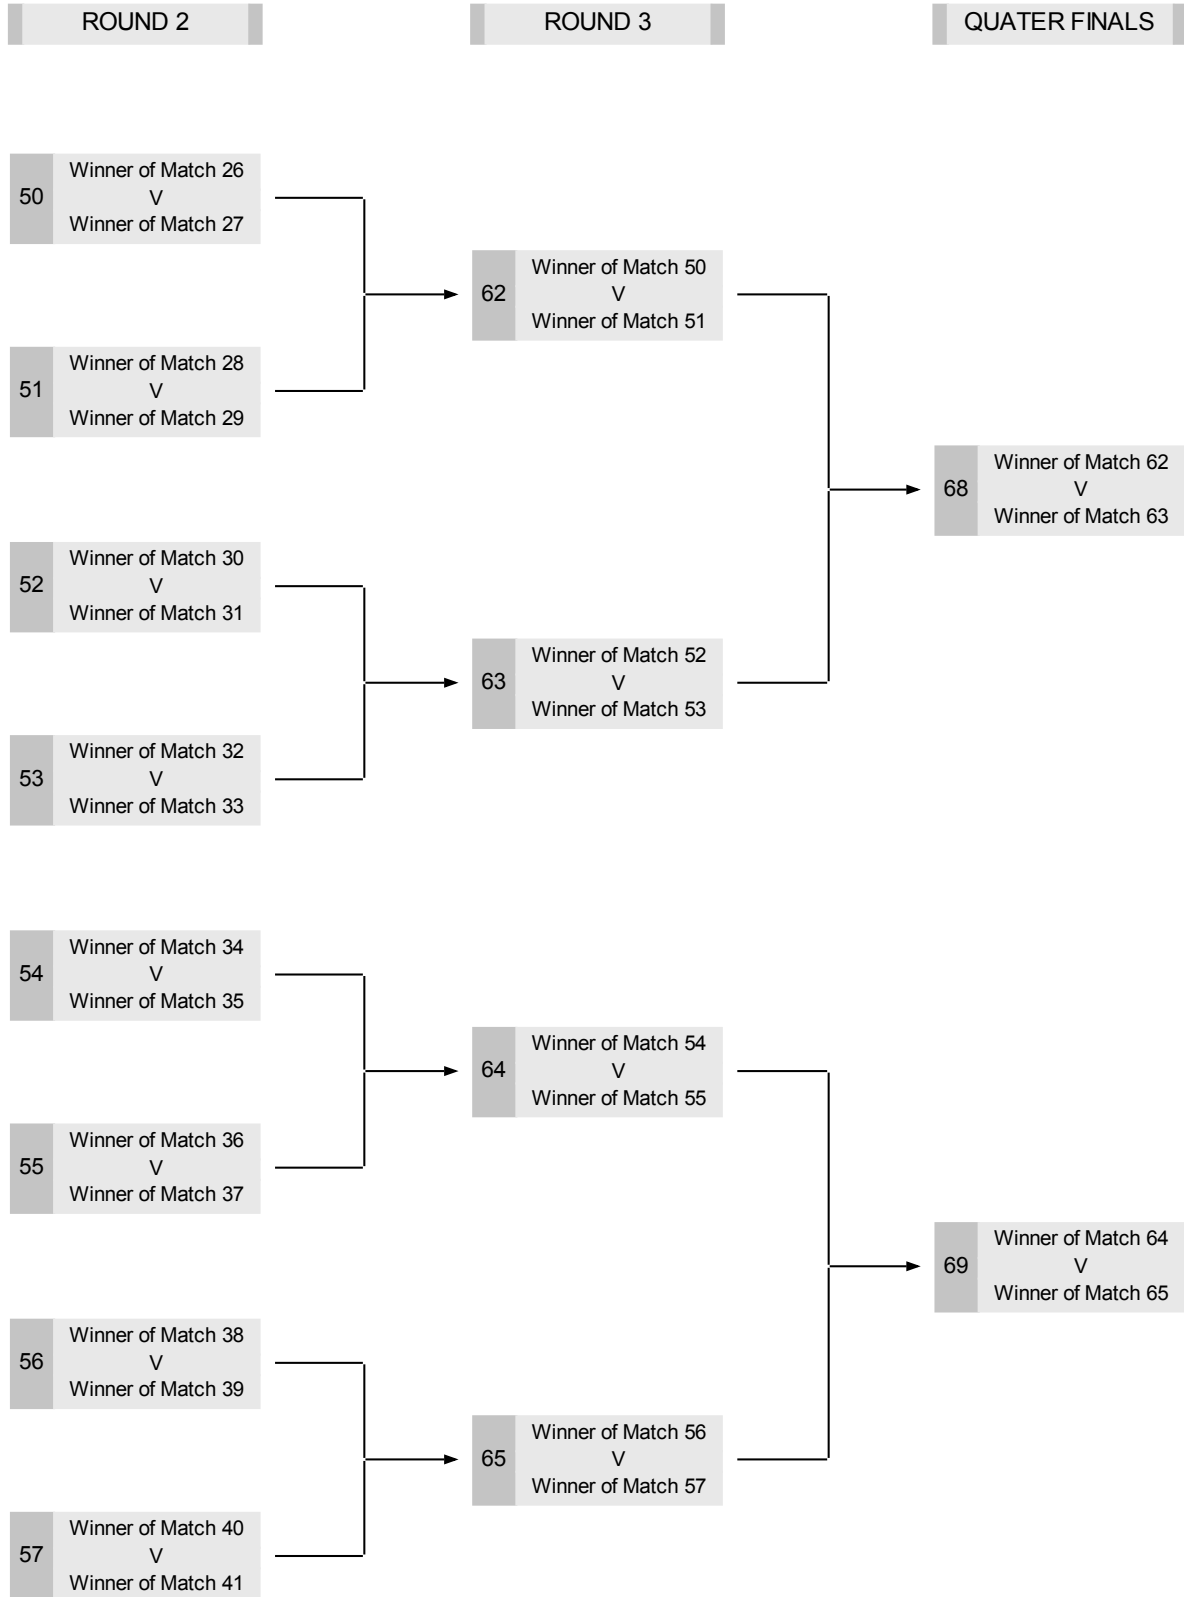 ROUND 2
ROUND 3
QUATER FINALS
50
Winner of Match 26
V
Winner of Match 27
51
Winner of Match 28
V
Winner of Match 29
52
Winner of Match 30
V
Winner of Match 31
53
Winner of Match 32
V
Winner of Match 33
54
Winner of Match 34
V
Winner of Match 35
55
Winner of Match 36
V
Winner of Match 37
56
Winner of Match 38
V
Winner of Match 39
57
Winner of Match 40
V
Winner of Match 41
62
Winner of Match 50
V
Winner of Match 51
63
Winner of Match 52
V
Winner of Match 53
64
Winner of Match 54
V
Winner of Match 55
65
Winner of Match 56
V
Winner of Match 57
68
Winner of Match 62
V
Winner of Match 63
69
Winner of Match 64
V
Winner of Match 65